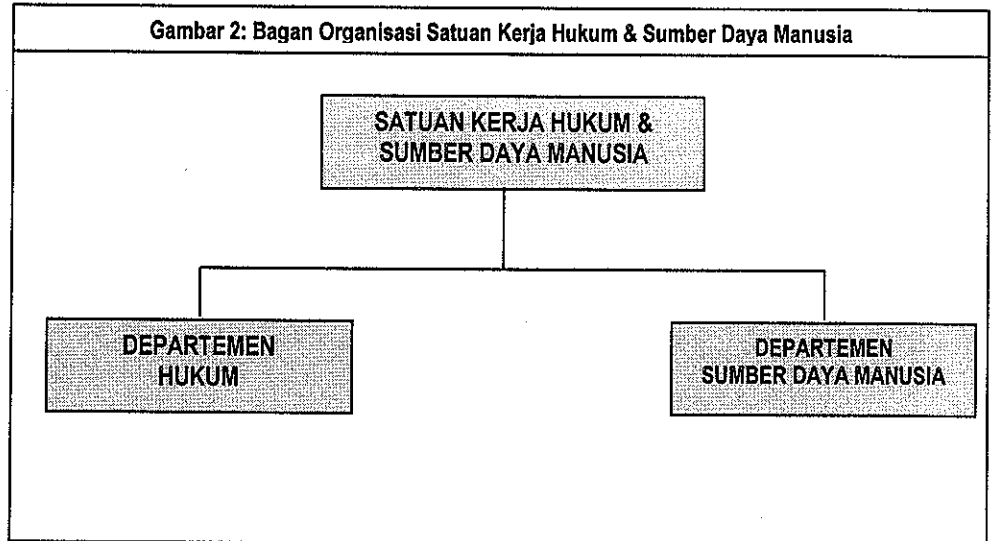 Gambar 2: Bagan Organisasi Satuan Kerja Hukum & Sumber Daya Manusia
SATUAN KERJA HUKUM &
SUMBER DAYA MANUSIA
DEPARTEMEN
HUKUM
DEPARTEMEN
SUMBER DAYA MANUSIA